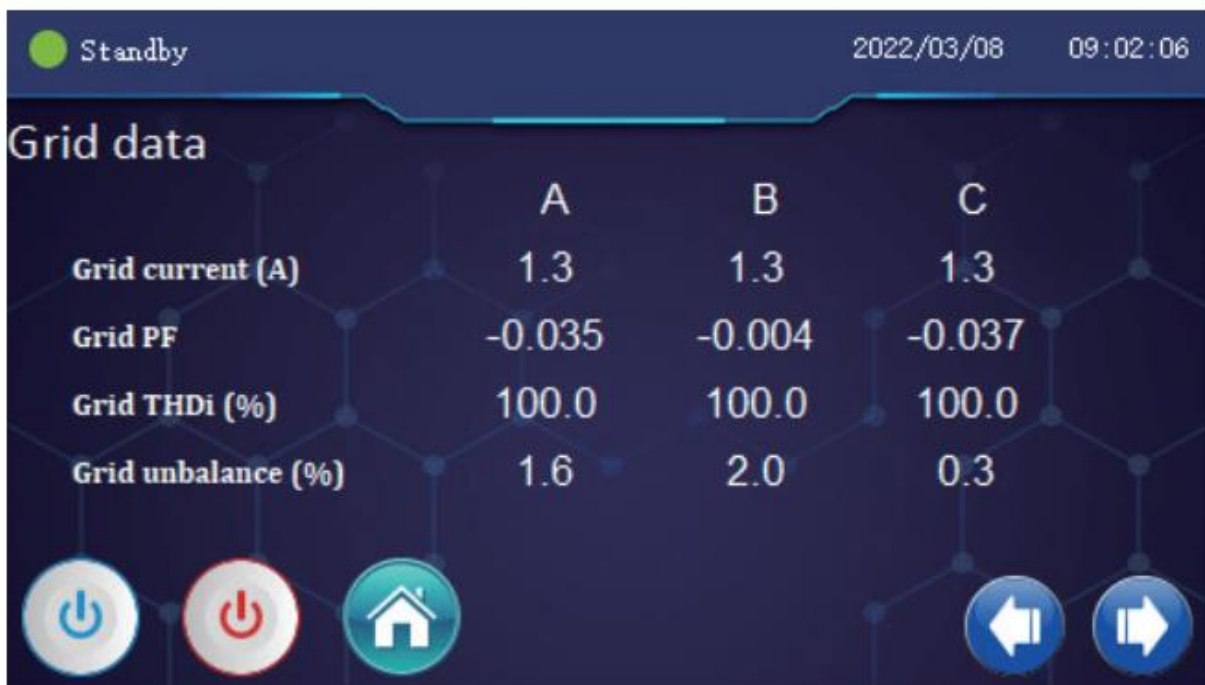 Standby 2022/03/08 09:02:06
Grid data
A B C
Grid current (A) 1.3 1.3 1.3
Grid PF -0.035 -0.004 -0.037
Grid THDi (%) 100.0 100.0 100.0
Grid unbalance (%) 1.6 2.0 0.3